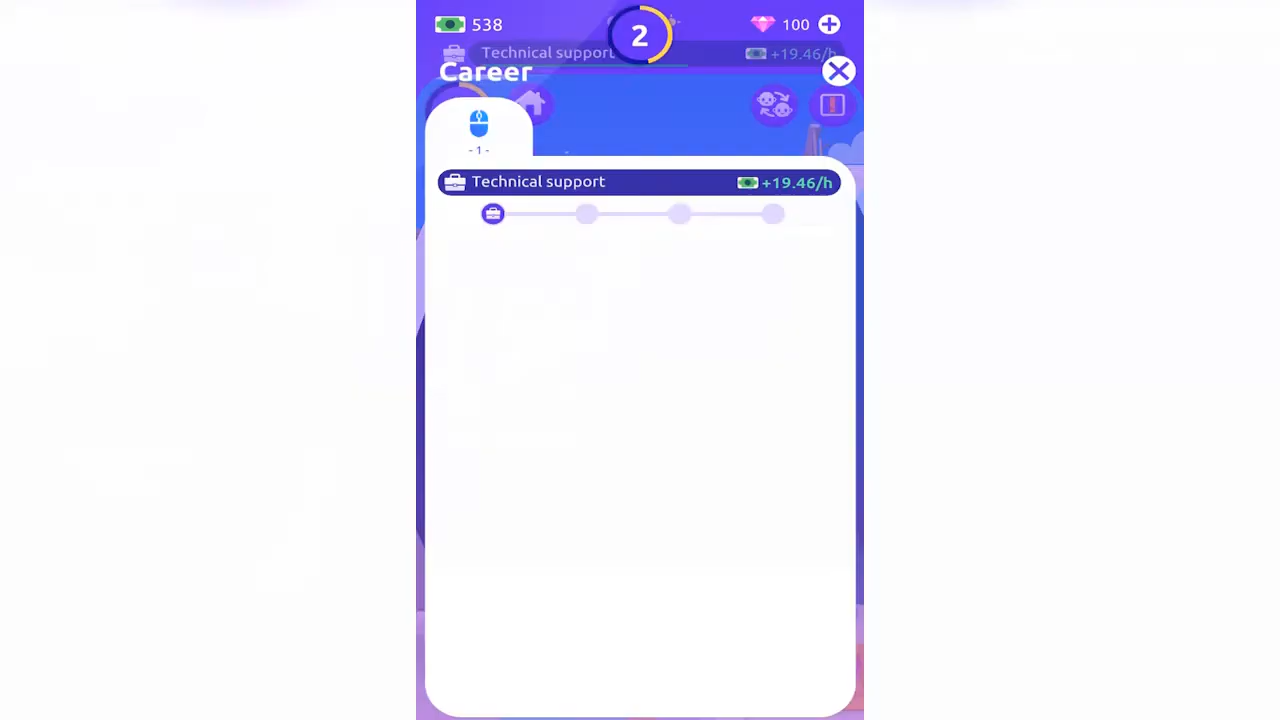 538
2
100
Technical support
+19.46/h
Career
- 1 -
Technical support
+19.46/h